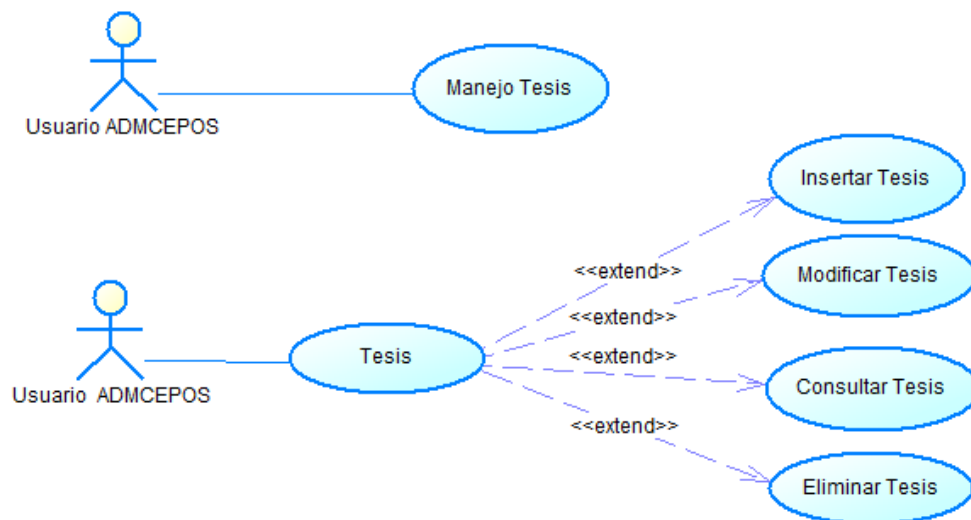 Manejo Tesis
Usuario ADMCEPOS
Insertar Tesis
<<extend>>
Modificar Tesis
<<extend>>
Tesis
<<extend>>
Consultar Tesis
Usuario ADMCEPOS
<<extend>>
Eliminar Tesis